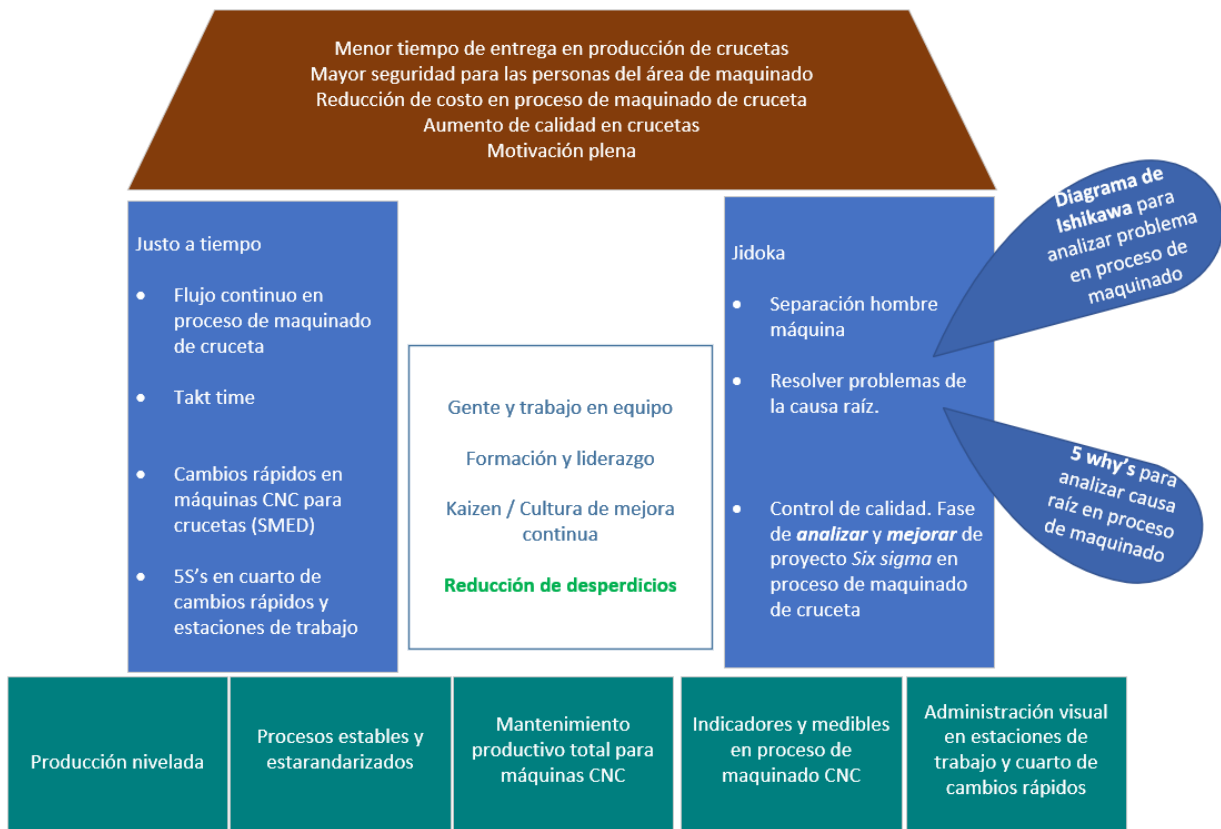 Menor tiempo de entrega en producción de crucetas
Mayor seguridad para las personas del área de maquinado
Reducción de costo en proceso de maquinado de cruceta
Aumento de calidad en crucetas
Motivación plena
Justo a tiempo
• Flujo continuo en
proceso de maquinado
de cruceta
• Takt time
• Cambios rápidos en
máquinas CNC para
crucetas (SMED)
• 5S's en cuarto de
cambios rápidos y
estaciones de trabajo
Gente y trabajo en equipo
Formación y liderazgo
Kaizen / Cultura de mejora
continua
Reducción de desperdicios
Jidoka
• Separación hombre
máquina
• Resolver problemas de
la causa raíz.
• Control de calidad. Fase
de analizar y mejorar de
proyecto Six sigma en
proceso de maquinado
de cruceta
Diagrama de
Ishikawa para
analizar problema
en proceso de
maquinado
5 why's para
analizar causa
raíz en proceso
de maquinado
Producción nivelada
Procesos estables y
estarandarizados
Mantenimiento
productivo total para
máquinas CNC
Indicadores y medibles
en proceso de
maquinado CNC
Administración visual
en estaciones de
trabajo y cuarto de
cambios rápidos